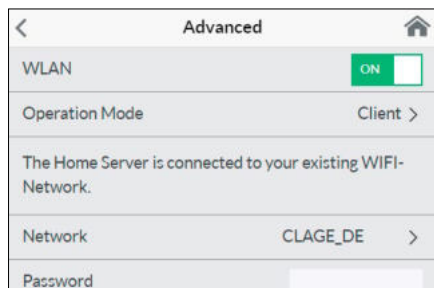 Advanced
WLAN ON
Operation Mode Client >
The Home Server is connected to your existing WIFI-
Network.
Network CLAGE_DE >
Password